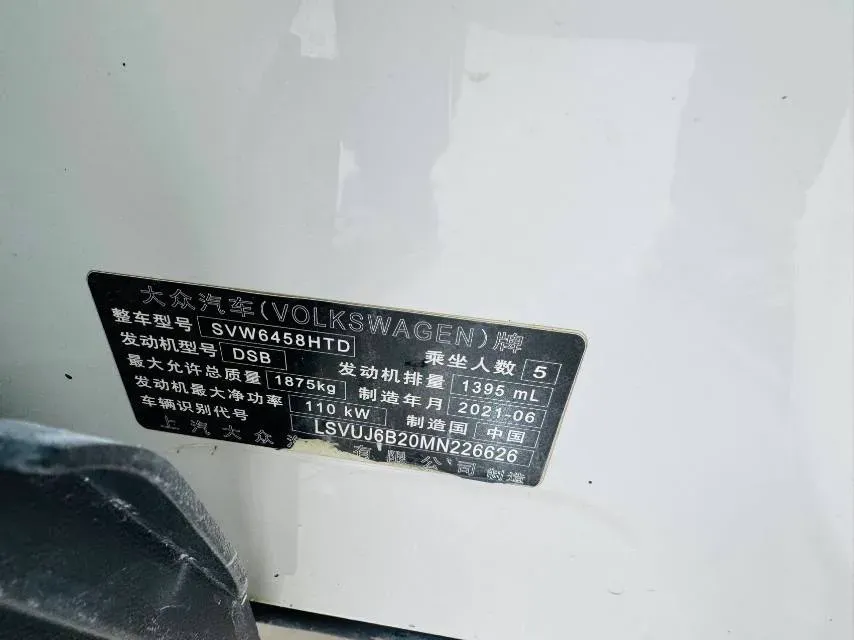 大众汽车(VOLKSWAGEN)牌
整车型号 SVW6458HTD 乘坐人数 5
发动机型号 DSB 发动机排量 1395 mL
最大允许总质量 1875kg 制造年月 2021-06
发动机最大净功率 110 kW 制造国 中国
车辆识别代号 LSVUJ6B20MN226626
上汽大众汽 有限公司 制造